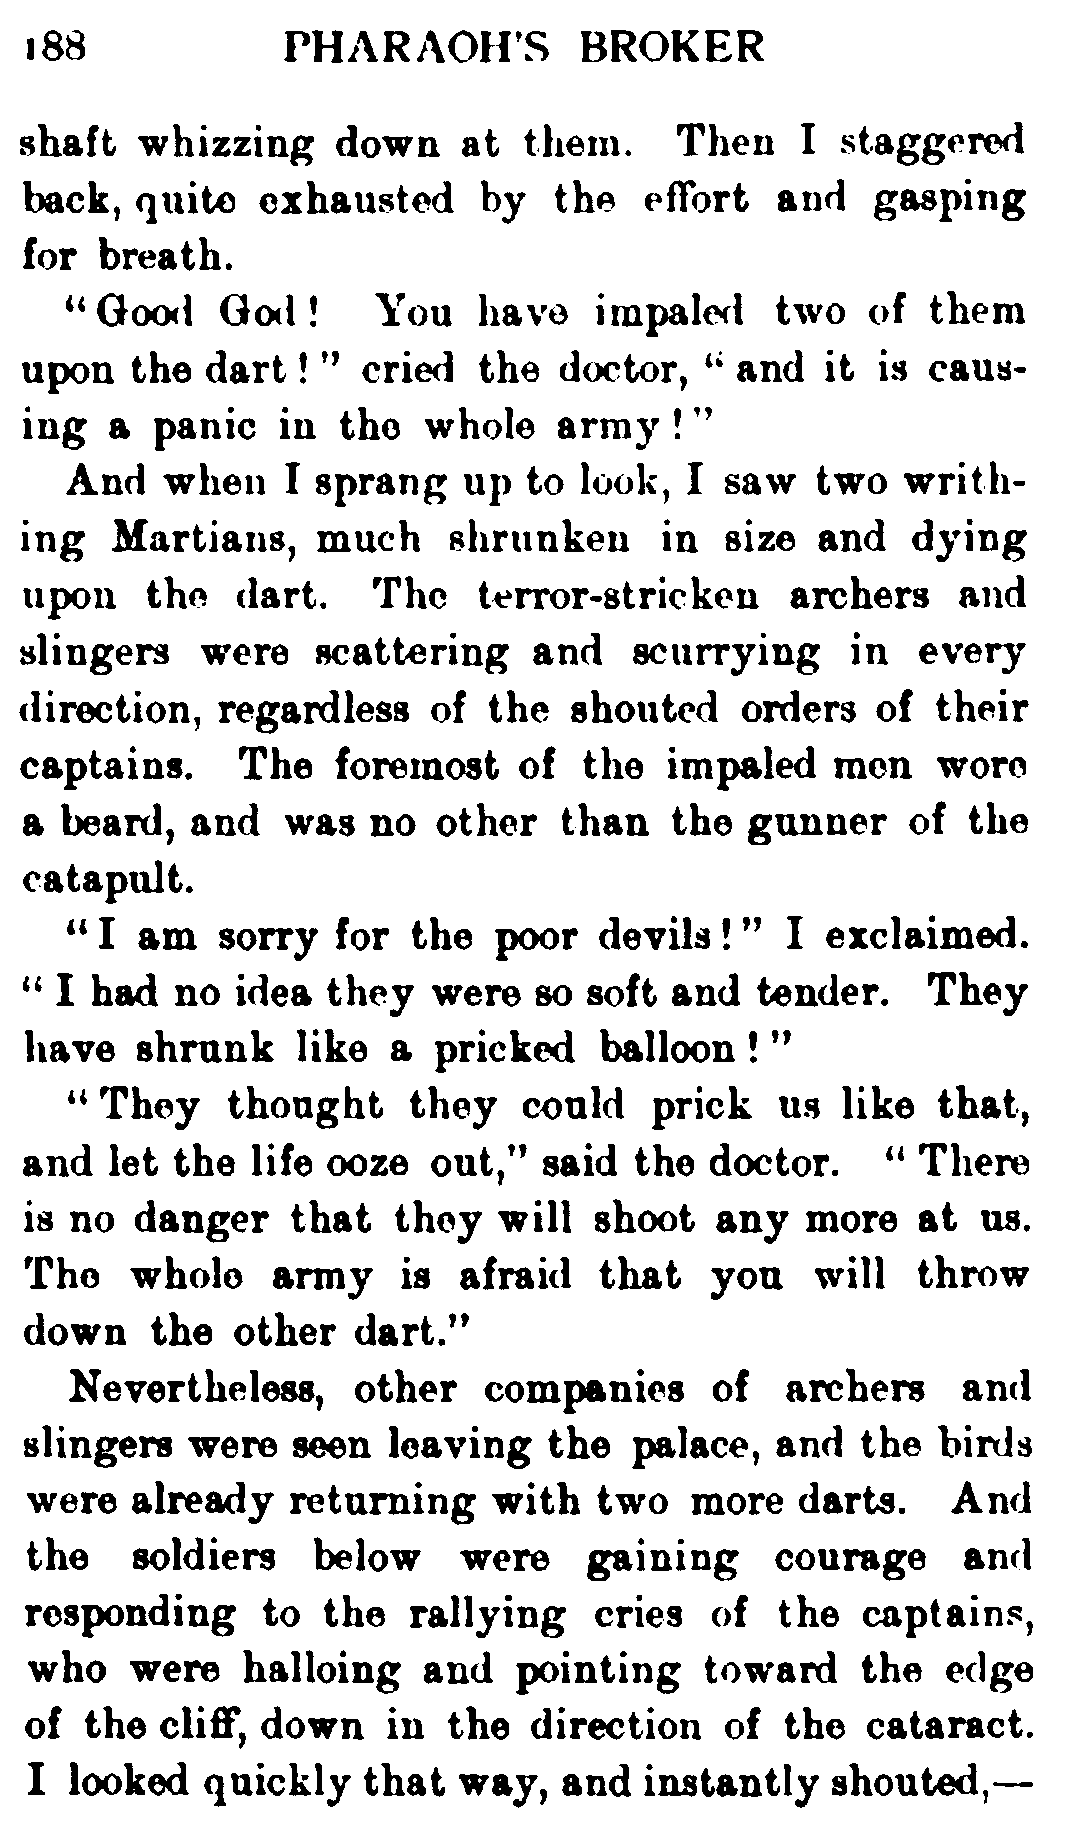 188 PHARAOH'S BROKER
shaft whizzing down at them. Then I staggered
back, quite exhausted by the effort and gasping
for breath.
“Good God! You have impaled two of them
upon the dart!” cried the doctor, “and it is caus-
ing a panic in the whole army!”
And when I sprang up to look, I saw two writh-
ing Martians, much shrunken in size and dying
upon the dart. The terror-stricken archers and
slingers were scattering and scurrying in every
direction, regardless of the shouted orders of their
captains. The foremost of the impaled men wore
a beard, and was no other than the gunner of the
catapult.
“I am sorry for the poor devils!” I exclaimed.
“I had no idea they were so soft and tender. They
have shrunk like a pricked balloon!”
“They thought they could prick us like that,
and let the life ooze out,” said the doctor. “There
is no danger that they will shoot any more at us.
The whole army is afraid that you will throw
down the other dart.”
Nevertheless, other companies of archers and
slingers were seen leaving the palace, and the birds
were already returning with two more darts. And
the soldiers below were gaining courage and
responding to the rallying cries of the captains,
who were halloing and pointing toward the edge
of the cliff, down in the direction of the cataract.
I looked quickly that way, and instantly shouted,—